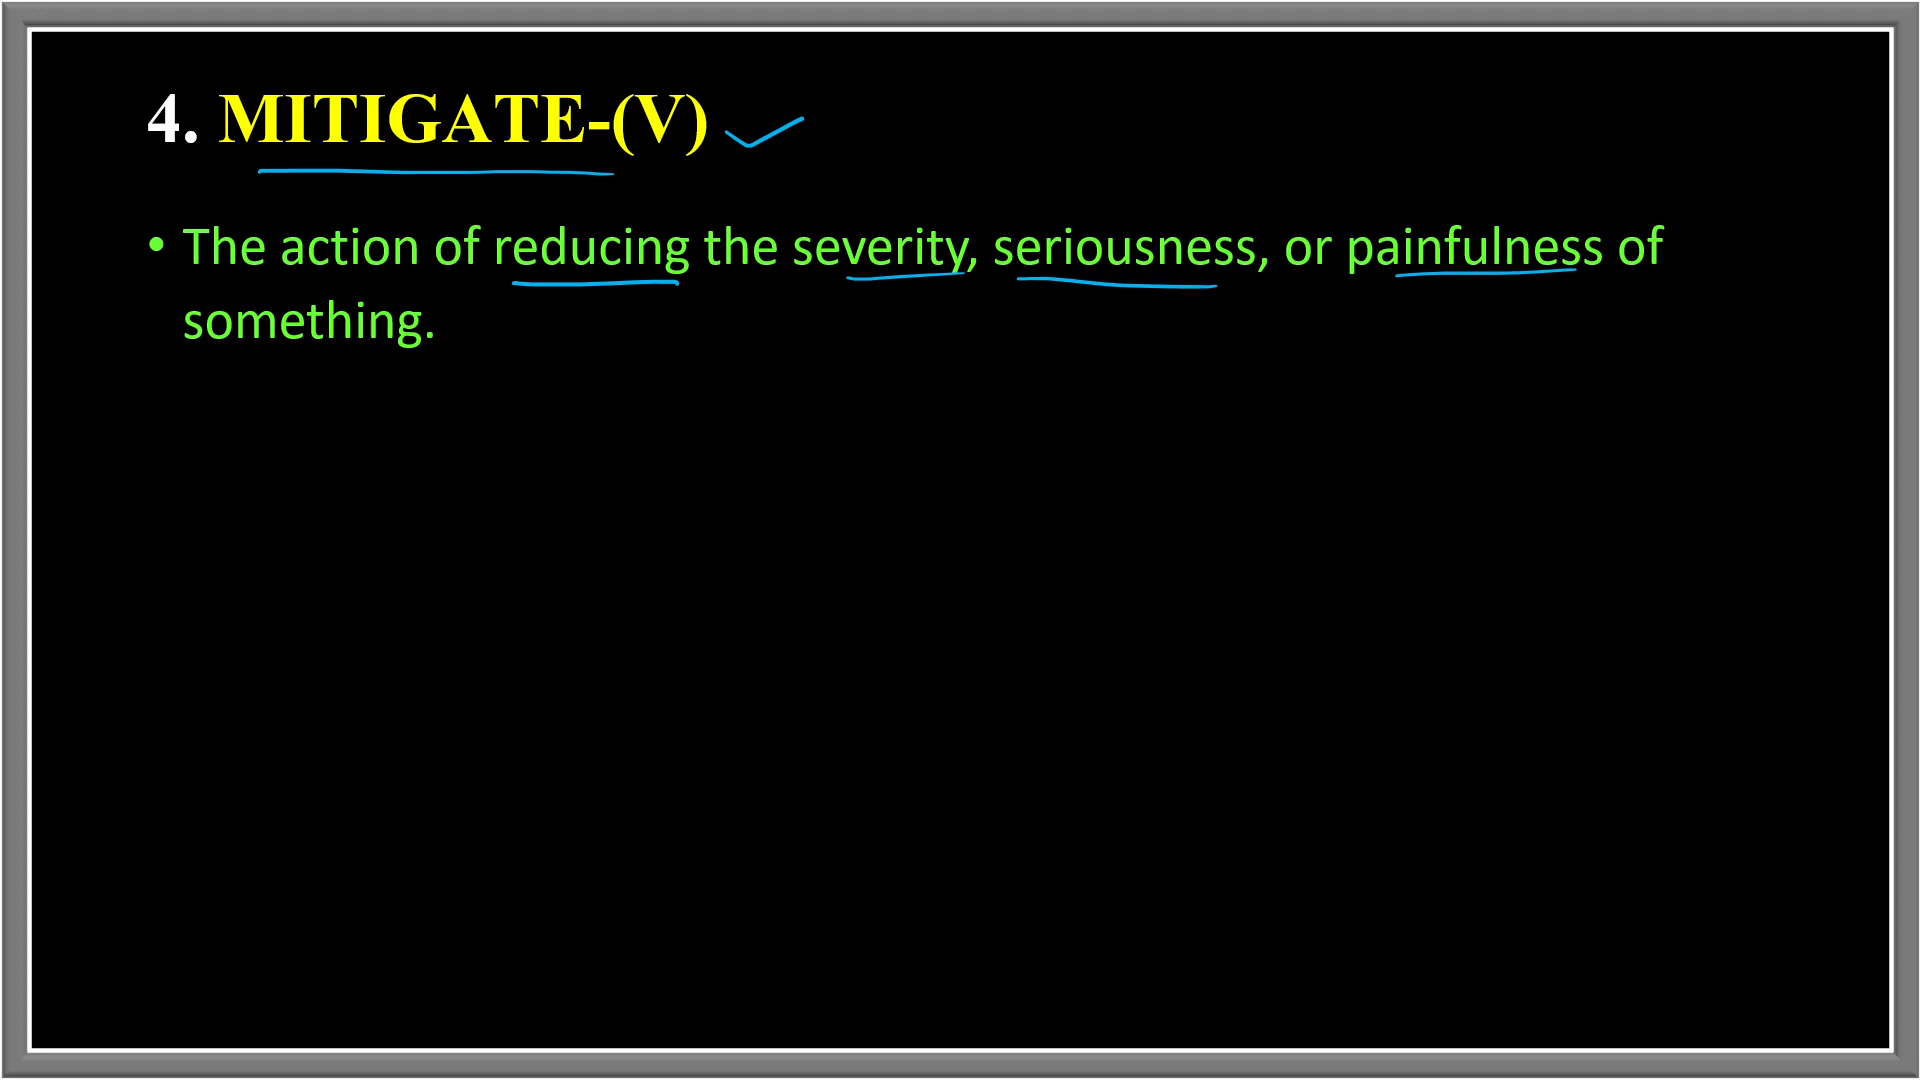 4. MITIGATE-(V)
• The action of reducing the severity, seriousness, or painfulness of
something.